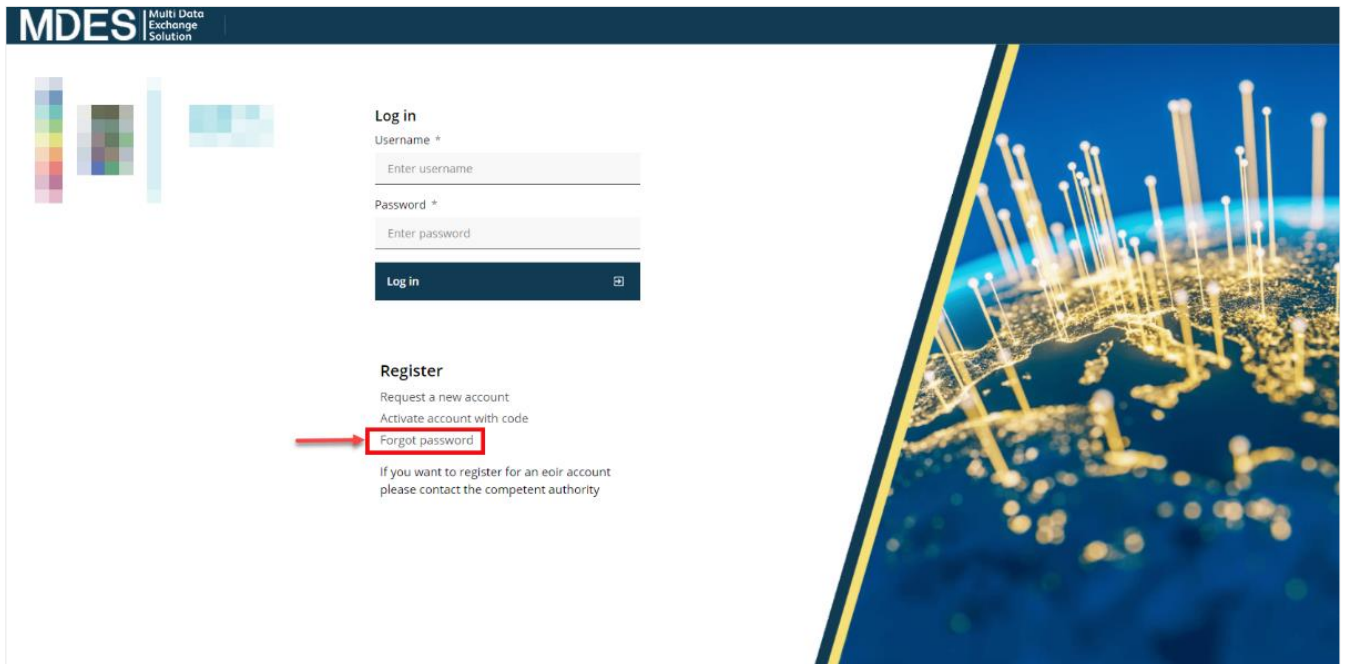 MDES
Multi Data
Exchange
Solution
Log in
Username *
Enter username
Password *
Enter password
Log in
Register
Request a new account
Activate account with code
Forgot password
If you want to register for an eoir account
please contact the competent authority